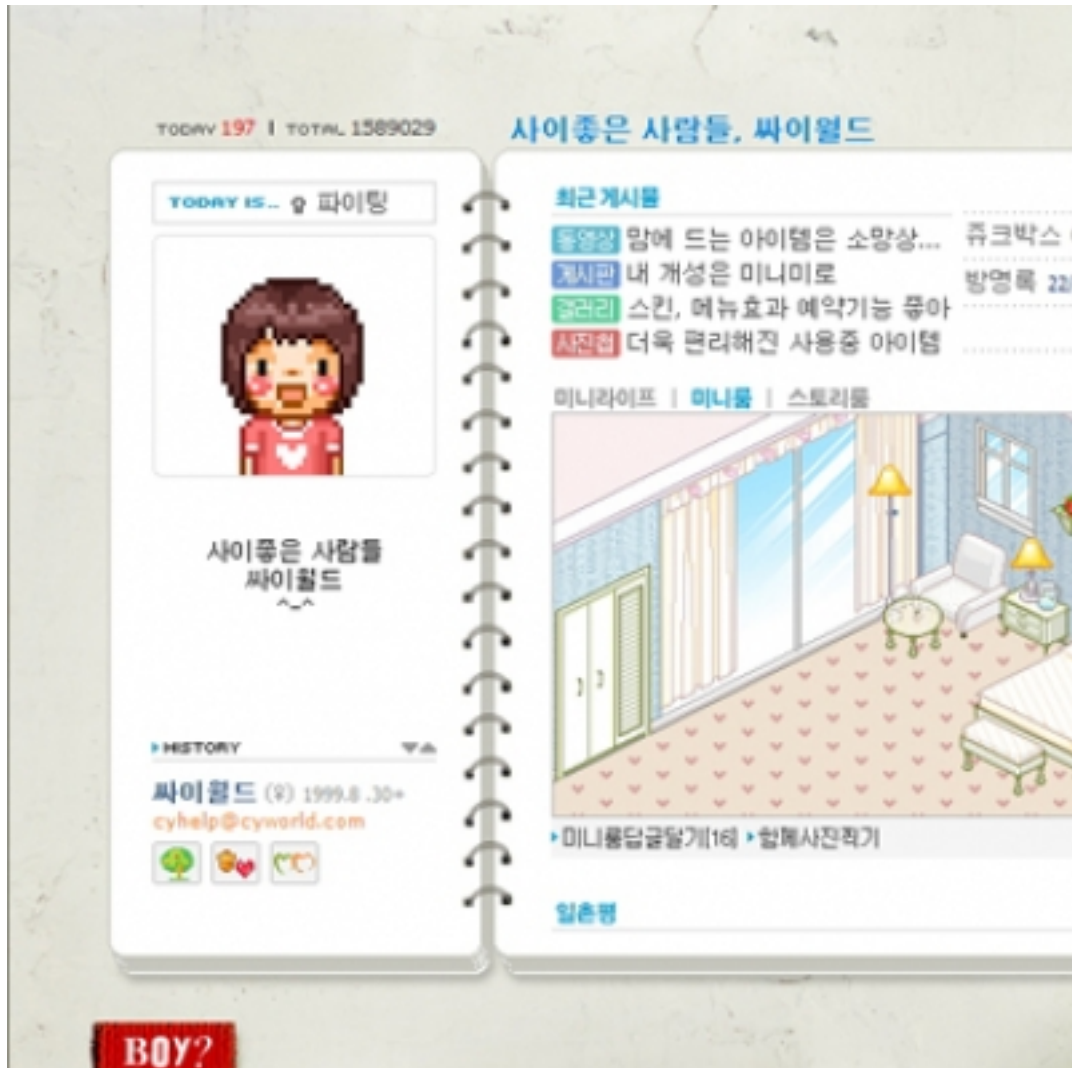 TODAY 197 | TOTAL 1589029
사이좋은 사람들, 싸이월드
TODAY IS.. 파이팅
사이좋은 사람들
싸이월드
^_^
HISTORY
싸이월드 (♀) 1999.8 .30+
cyhelp@cyworld.com
최근 게시물
동영상 맘에 드는 아이템은 소망상...
게시판 내 개성은 미니미로
갤러리 스킨, 메뉴효과 예약기능 좋아
사진첩 더욱 편리해진 사용중 아이템
쥬크박스
방명록 22
미니라이프 | 미니룸 | 스토리룸
미니룸답글달기[16] 함께사진찍기
일촌평
BOY?